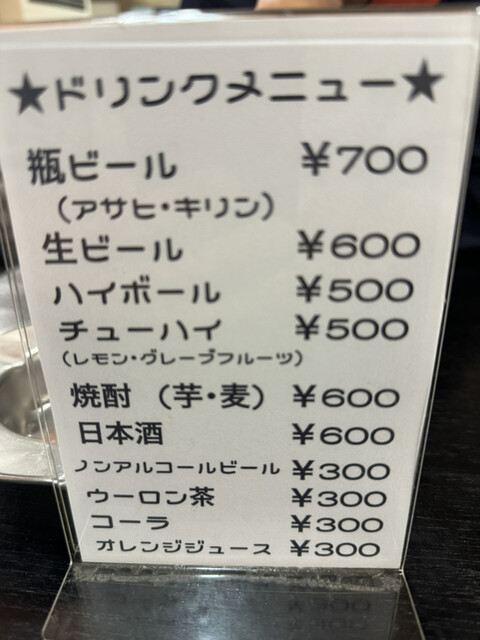 ★ドリンクメニュー★
瓶ビール ¥700
（アサヒ・キリン）
生ビール ¥600
ハイボール ¥500
チューハイ ¥500
（レモン・グレープフルーツ）
焼酎（芋・麦） ¥600
日本酒 ¥600
ノンアルコールビール ¥300
ウーロン茶 ¥300
コーラ ¥300
オレンジジュース ¥300